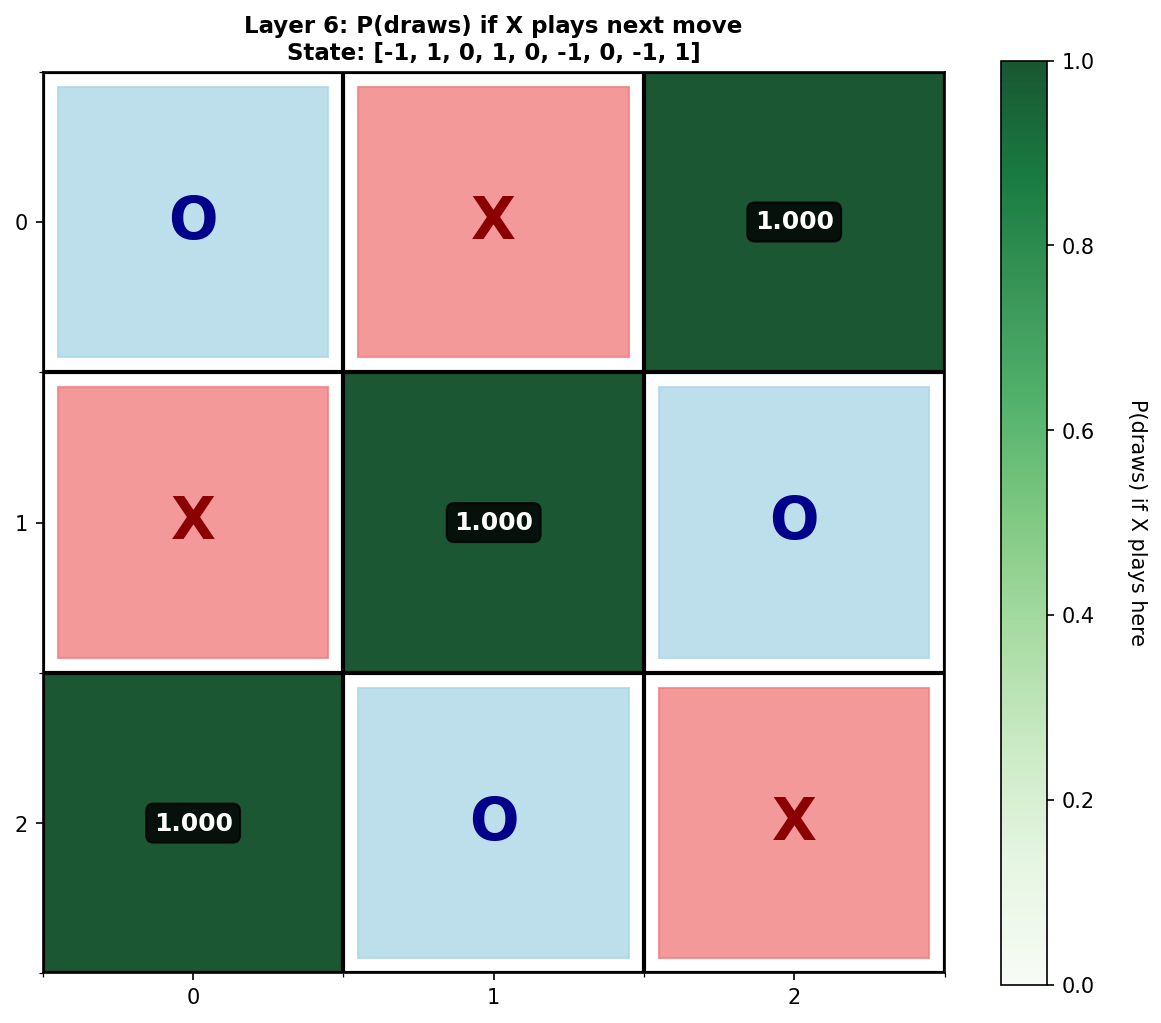 Layer 6: P(draws) if X plays next move
State: [-1, 1, 0, 1, 0, -1, 0, -1, 1]
O
X
1.000
X
1.000
O
1.000
O
X
0
1
2
0
1
2
1.0
0.8
0.6
0.4
0.2
0.0
P(draws) if X plays here